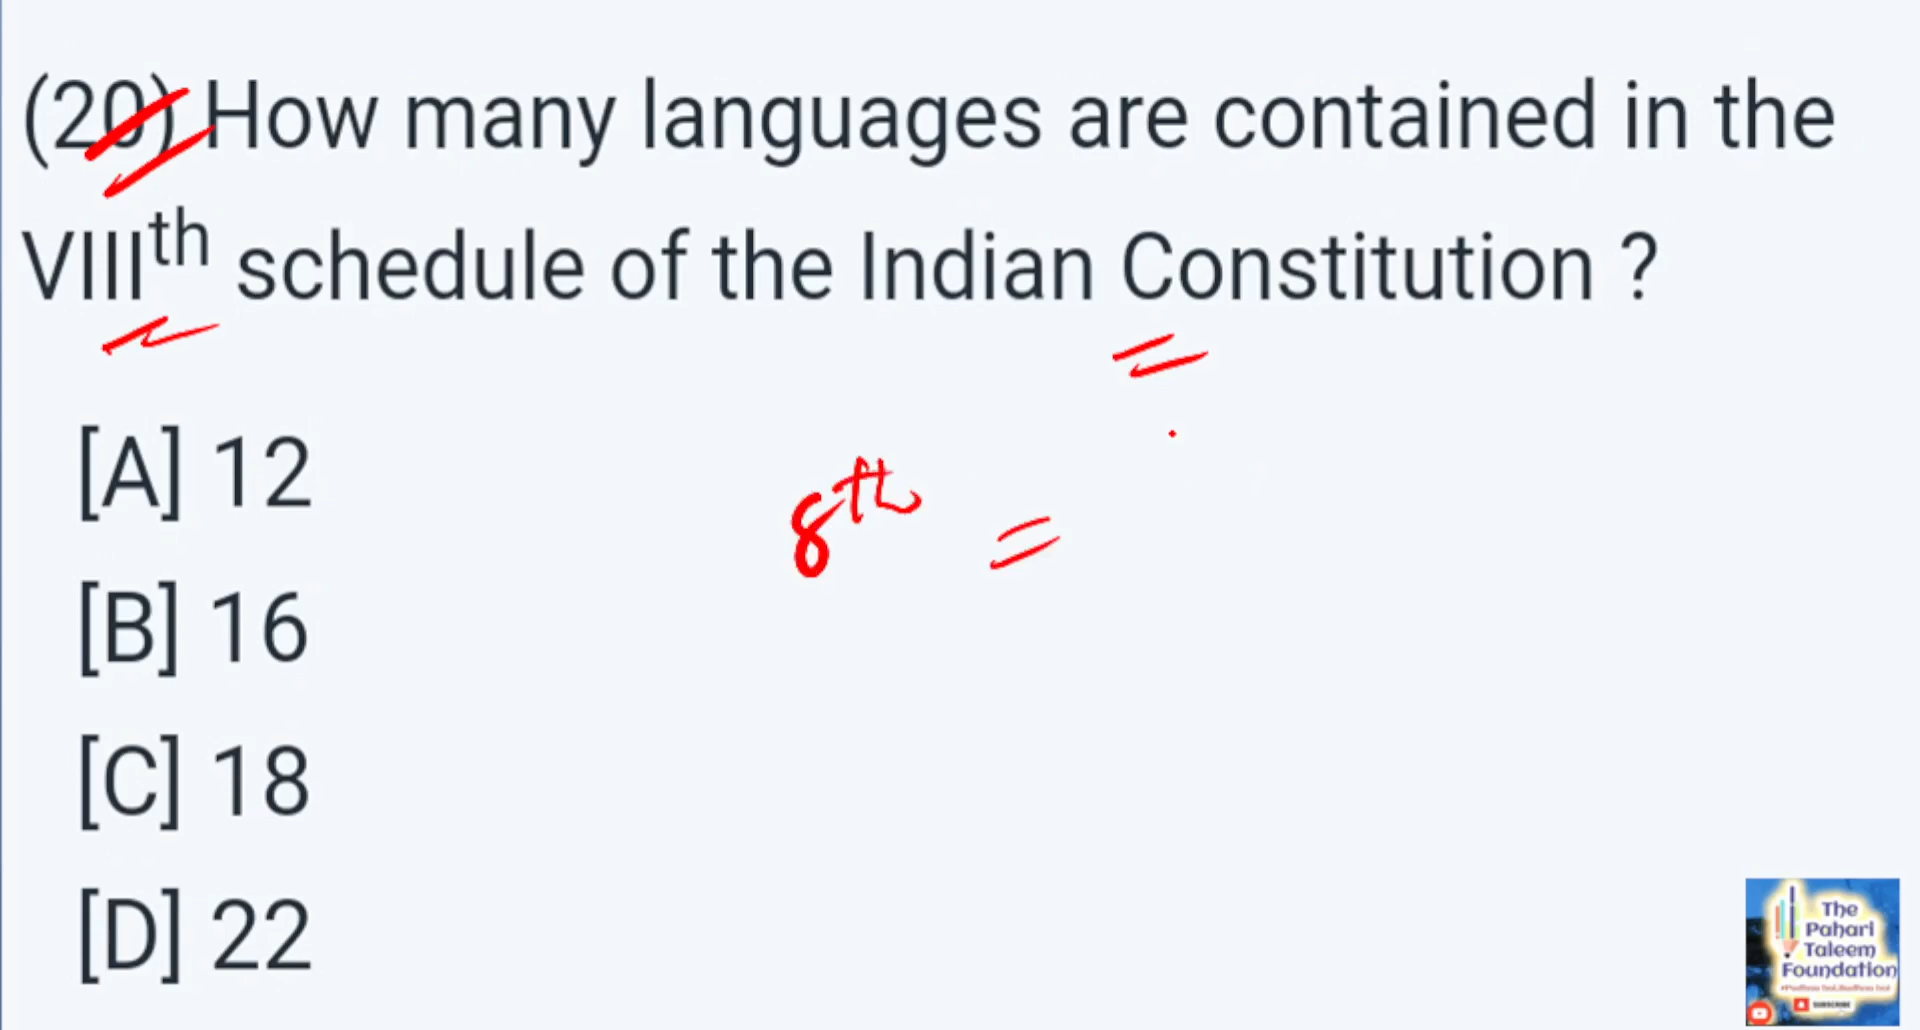 (20) How many languages are contained in the
VIIIth schedule of the Indian Constitution ?
[A] 12
8th =
[B] 16
[C] 18
[D] 22
The
Pahari
Taleem
Foundation
SUBSCRIBE